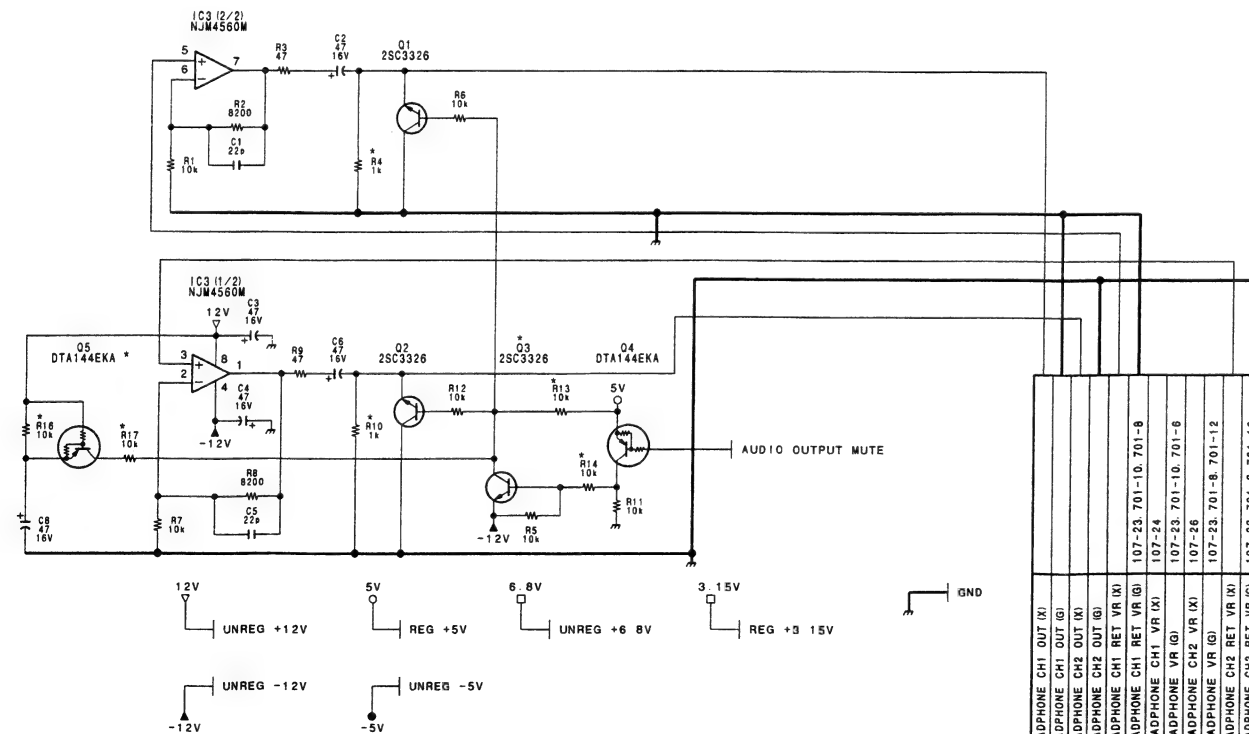 IC3 (2/2)
NJM4560M
5
6
7
R3
47
C2
47
16V
Q1
2SC3326
R6
10k
R2
8200
C1
22p
R1
10k
*
R4
1k
IC3 (1/2)
NJM4560M
12V
C3
47
16V
Q5
DTA144EKA *
3
2
8
1
4
R9
47
C6
47
16V
Q2
2SC3326
*
Q3
2SC3326
Q4
DTA144EKA
C4
47
16V
-12V
R12
10k
*
R13
10k
5V
*
R16
10k
*
R17
10k
*
R10
1k
AUDIO OUTPUT MUTE
*
R14
10k
R8
8200
C5
22p
R7
10k
R5
10k
R11
10k
-12V
C8
47
16V
12V
UNREG +12V
5V
REG +5V
6.8V
UNREG +6 8V
3.15V
REG +3 15V
GND
UNREG -12V
-12V
UNREG -5V
-5V
ADPHONE CH1 OUT (X)
ADPHONE CH1 OUT (G)
ADPHONE CH2 OUT (X)
ADPHONE CH2 OUT (G)
ADPHONE CH1 RET VR (X)
ADPHONE CH1 RET VR (G) 107-23. 701-10. 701-8
ADPHONE CH1 VR (X) 107-24
ADPHONE VR (G) 107-23. 701-10. 701-6
ADPHONE CH2 VR (X) 107-26
ADPHONE VR (G) 107-23. 701-8. 701-12
ADPHONE CH2 RET VR (X)